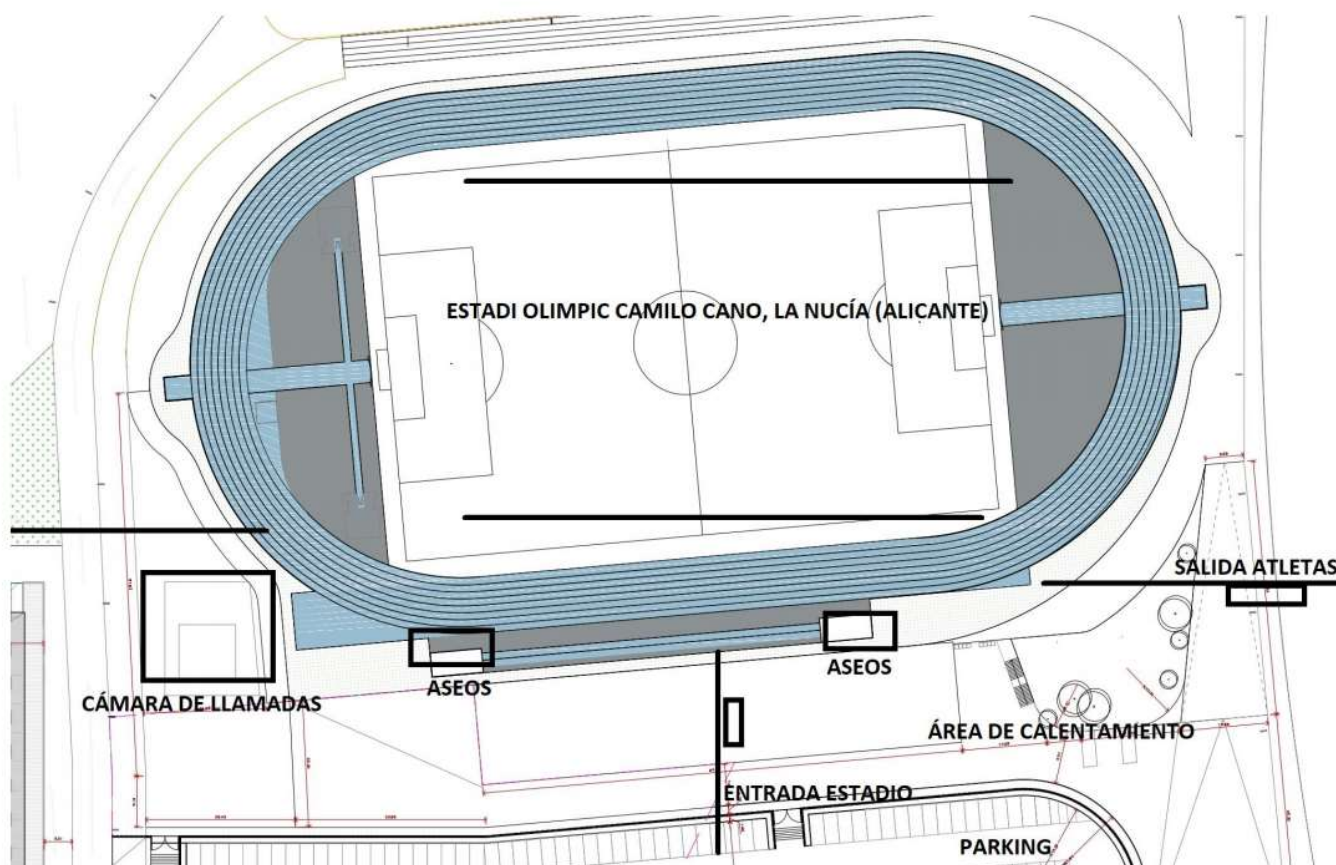 ESTADI OLIMPIC CAMILO CANO, LA NUCÍA (ALICANTE)
SALIDA ATLETAS
ASEOS
ASEOS
CÁMARA DE LLAMADAS
ÁREA DE CALENTAMIENTO
ENTRADA ESTADIO
PARKING